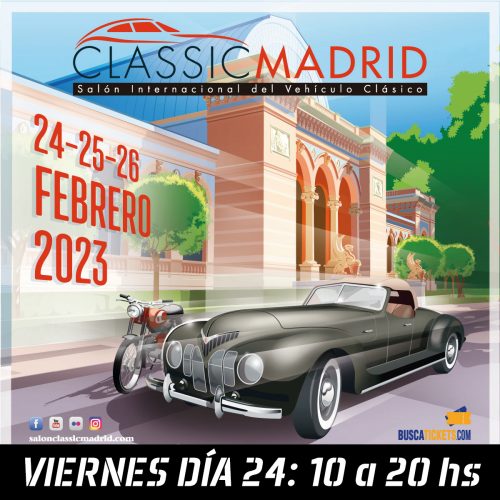 CLASSICMADRID
Salón Internacional del Vehículo Clásico
24-25-26
FEBRERO
2023
salonclassicmadrid.com
BUSCATICKETS.COM
VIERNES DÍA 24: 10 a 20 hs